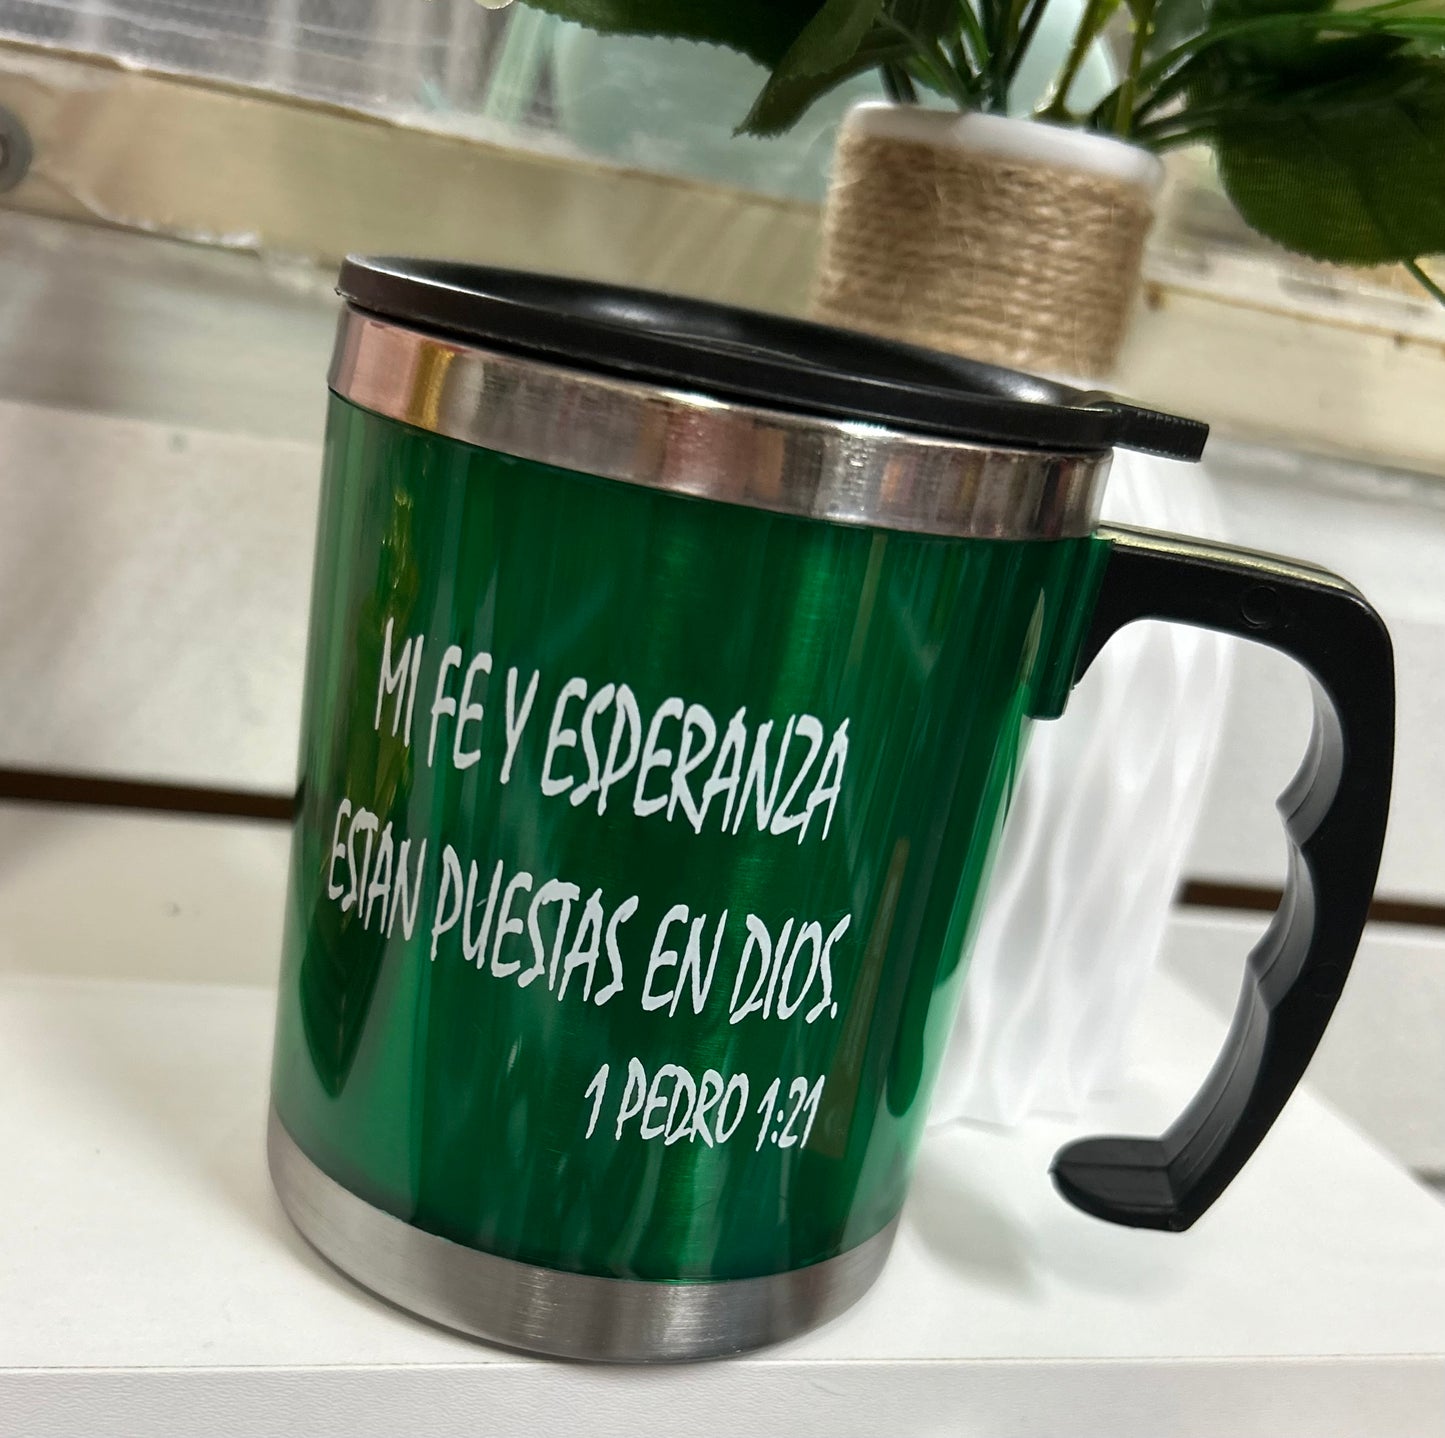 MI FE Y ESPERANZA
ESTAN PUESTAS EN DIOS.
1 PEDRO 1:21